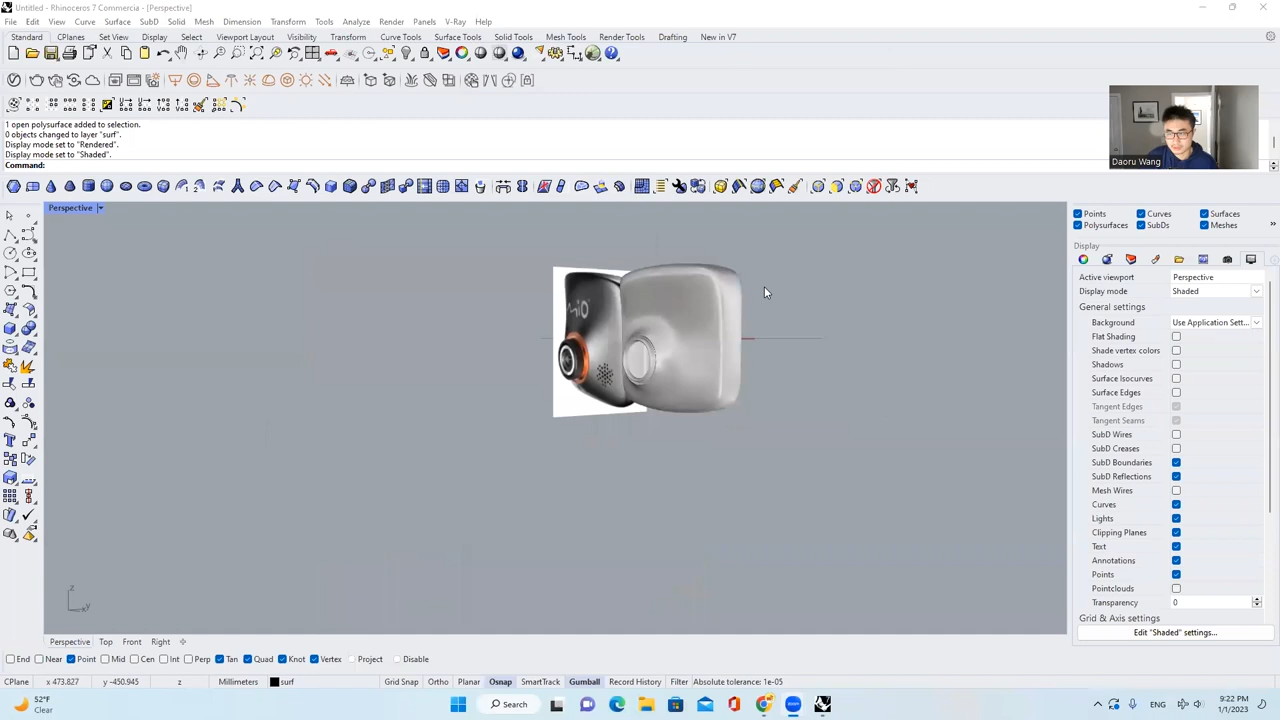 Untitled - Rhinoceros 7 Commercia - [Perspective]
File Edit View Curve Surface SubD Solid Mesh Dimension Transform Tools Analyze Render Panels V-Ray Help
Standard CPlanes Set View Display Select Viewport Layout Visibility Transform Curve Tools Surface Tools Solid Tools Mesh Tools Render Tools Drafting New in V7
1 open polysurface added to selection.
0 objects changed to layer "surf".
Display mode set to "Rendered".
Display mode set to "Shaded".
Command:
Daoru Wang
Perspective
Points Curves Surfaces
Polysurfaces SubDs Meshes
Display
Active viewport Perspective
Display mode Shaded
General settings
Background Use Application Sett...
Flat Shading
Shade vertex colors
Shadows
Surface Isocurves
Surface Edges
Tangent Edges
Tangent Seams
SubD Wires
SubD Creases
SubD Boundaries
SubD Reflections
Mesh Wires
Curves
Lights
Clipping Planes
Text
Annotations
Points
Pointclouds
Transparency 0
Grid & Axis settings
Edit "Shaded" settings...
z
y
Perspective Top Front Right
End Near Point Mid Cen Int Perp Tan Quad Knot Vertex Project Disable
CPlane x 473.827 y -450.945 z Millimeters surf Grid Snap Ortho Planar Osnap SmartTrack Gumball Record History Filter Absolute tolerance: 1e-05
52°F
Clear
Search
ENG
9:22 PM
1/1/2023